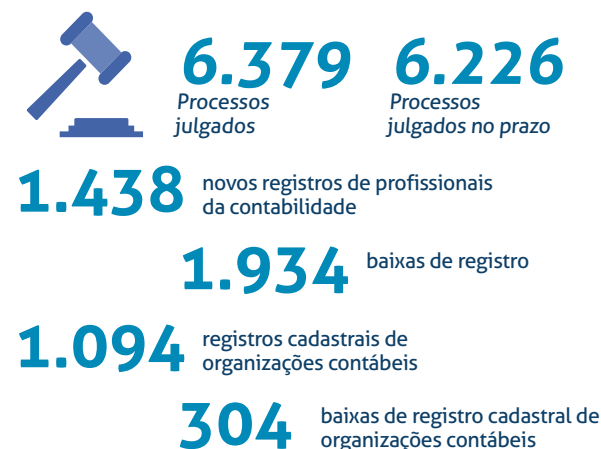 6.379
Processos
julgados
6.226
Processos
julgados no prazo
1.438
novos registros de profissionais
da contabilidade
1.934
baixas de registro
1.094
registros cadastrais de
organizações contábeis
304
baixas de registro cadastral de
organizações contábeis